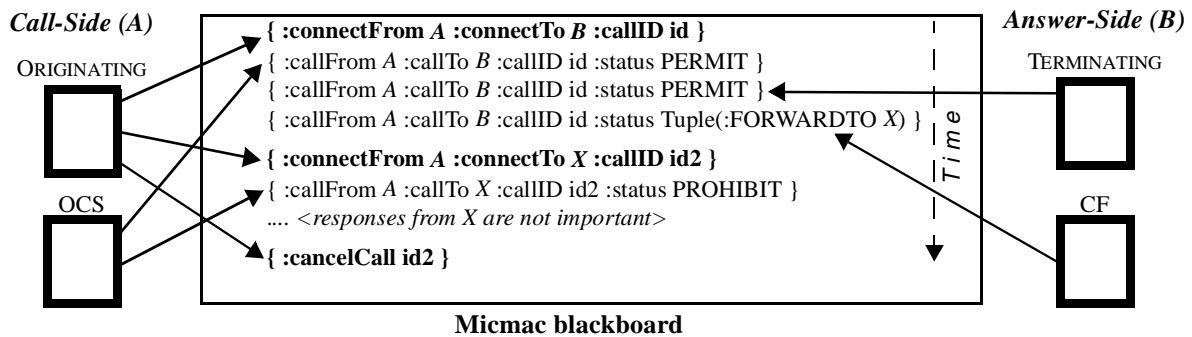 Call-Side (A)
Answer-Side (B)
ORIGINATING
TERMINATING
OCS
CF
{ :connectFrom A :connectTo B :callID id }
{ :callFrom A :callTo B :callID id :status PERMIT }
{ :callFrom A :callTo B :callID id :status PERMIT }
{ :callFrom A :callTo B :callID id :status Tuple(:FORWARDTO X) }
{ :connectFrom A :connectTo X :callID id2 }
{ :callFrom A :callTo X :callID id2 :status PROHIBIT }
.... <responses from X are not important>
{ :cancelCall id2 }
Time
Micmac blackboard